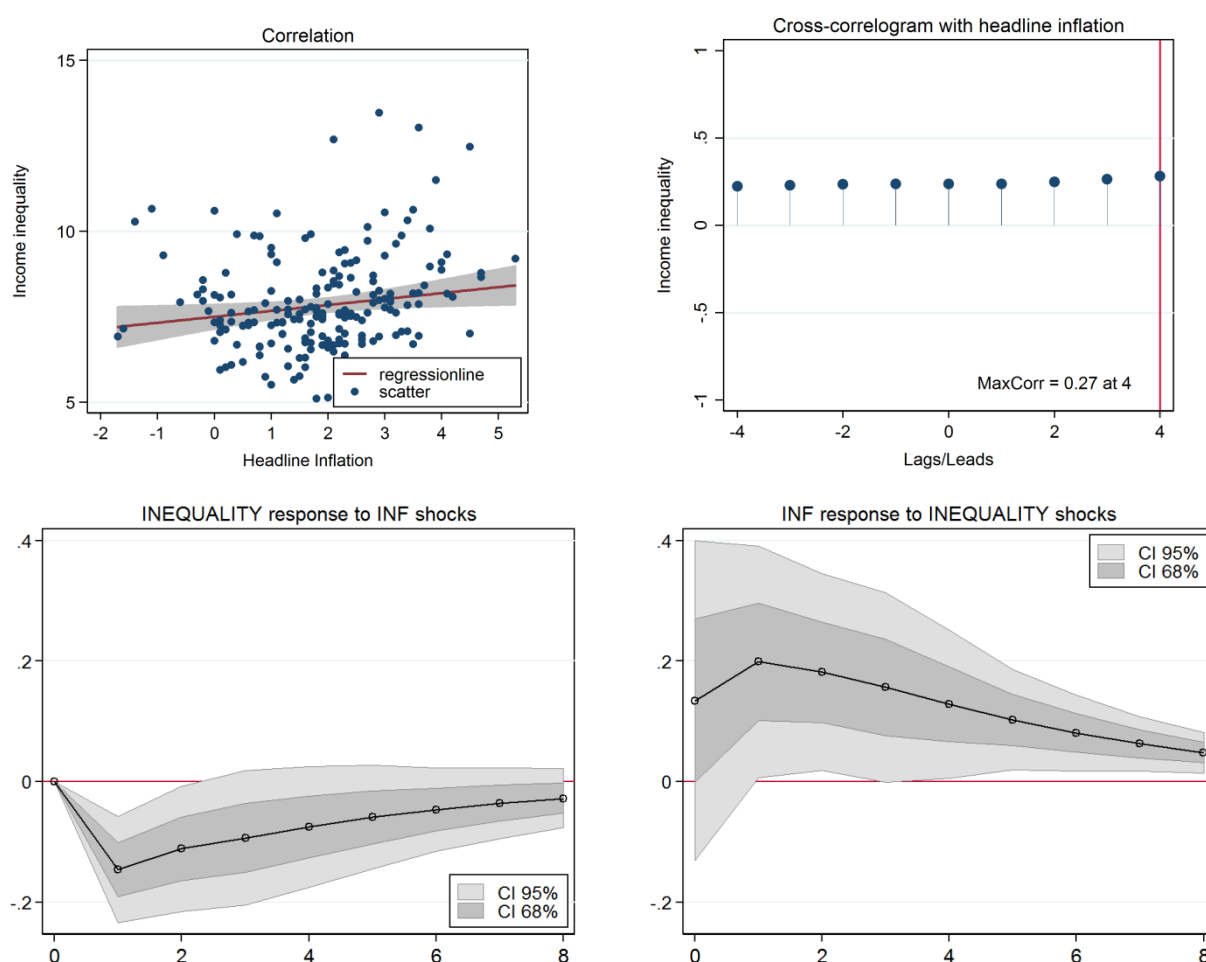 Correlation
15
10
5
Income inequality
-2 -1 0 1 2 3 4 5
Headline Inflation
regressionline
scatter
Cross-correlogram with headline inflation
1
.5
0
-.5
-1
Income inequality
MaxCorr = 0.27 at 4
-4 -2 0 2 4
Lags/Leads
INEQUALITY response to INF shocks
.4
.2
0
-.2
CI 95%
CI 68%
0 2 4 6 8
INF response to INEQUALITY shocks
CI 95%
CI 68%
.4
.2
0
-.2
0 2 4 6 8